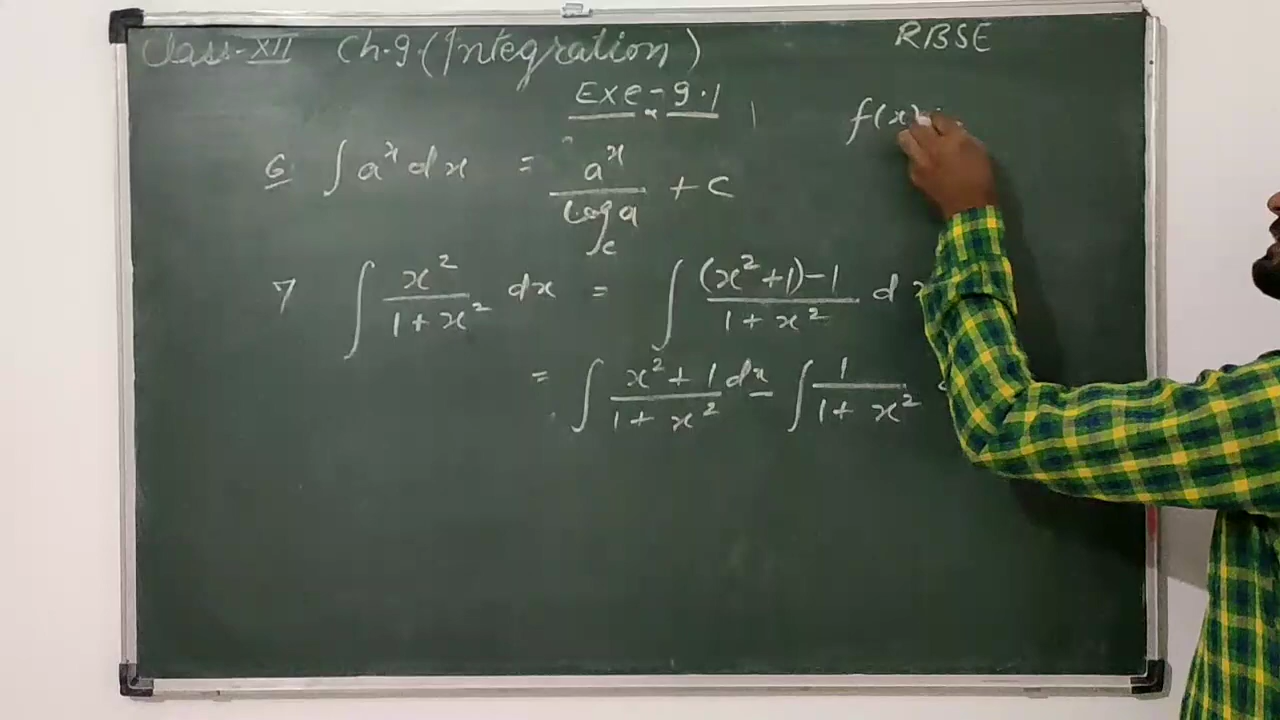 Class-XII Ch.9 (Integration) RBSE
Exe-9.1
f(x)
6 ∫ a^x dx = a^x / log_e a + C
7 ∫ x² / (1 + x²) dx = ∫ ((x² + 1) - 1) / (1 + x²) d x
= ∫ (x² + 1) / (1 + x²) dx - ∫ 1 / (1 + x²) d